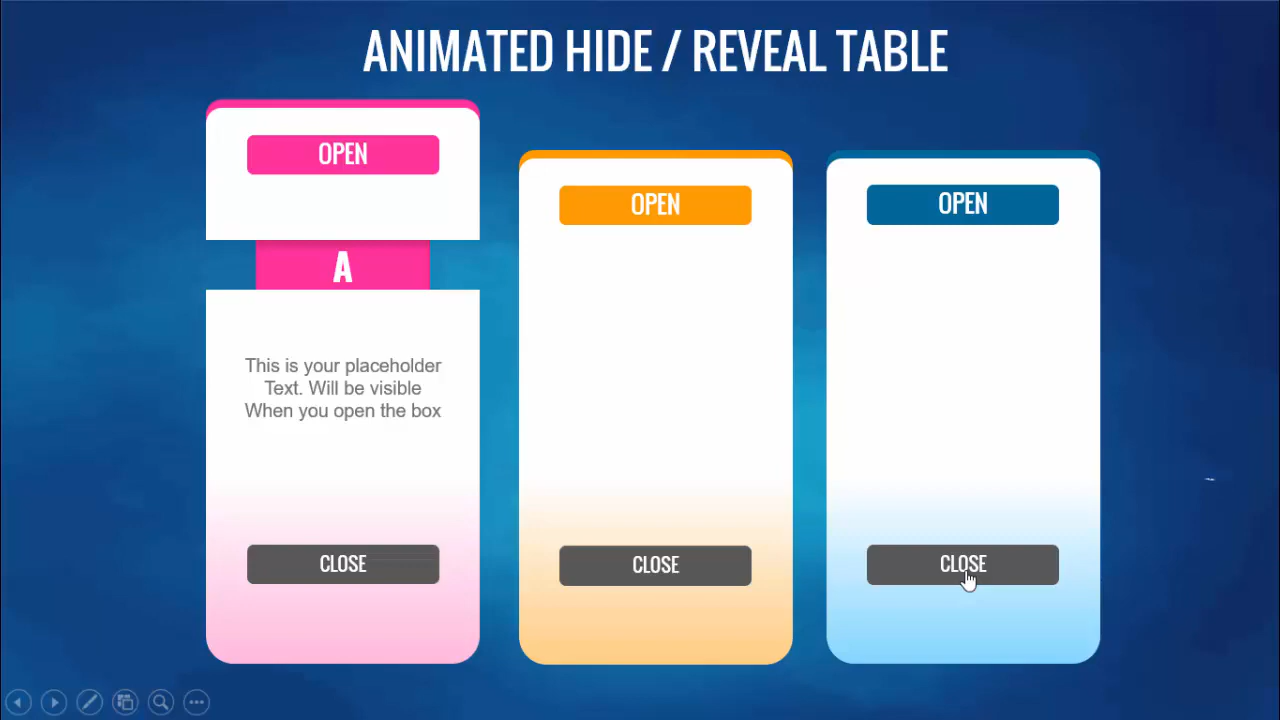 ANIMATED HIDE / REVEAL TABLE
OPEN
A
This is your placeholder
Text. Will be visible
When you open the box
CLOSE
OPEN
CLOSE
OPEN
CLOSE